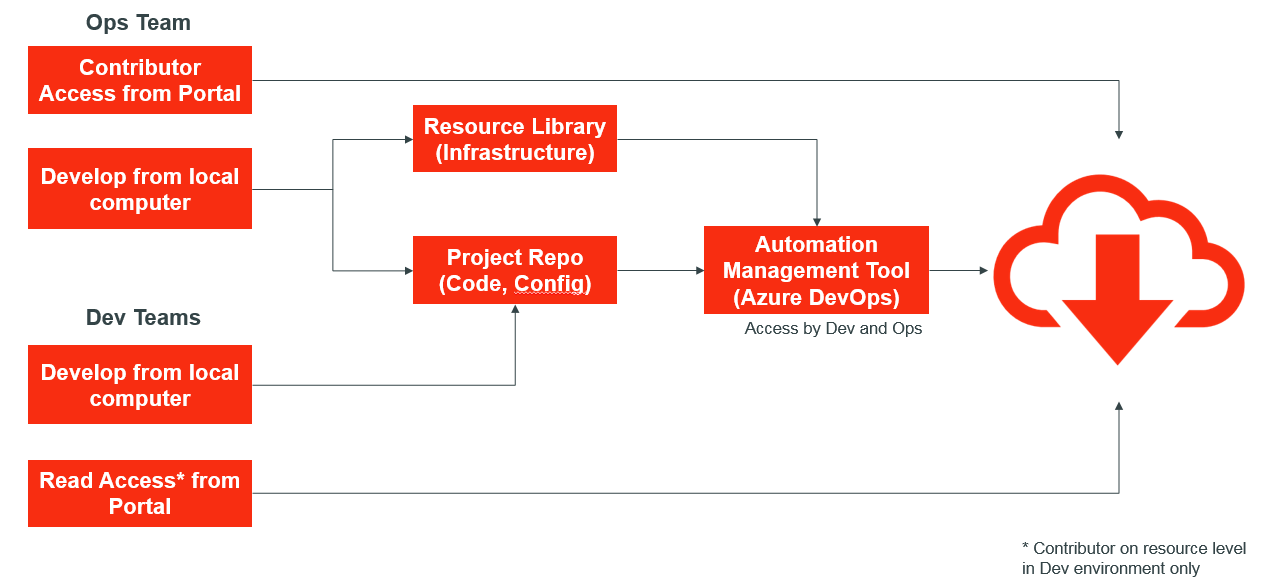 Ops Team
Contributor
Access from Portal
Develop from local
computer
Resource Library
(Infrastructure)
Project Repo
(Code, Config)
Automation
Management Tool
(Azure DevOps)
Access by Dev and Ops
Dev Teams
Develop from local
computer
Read Access* from
Portal
* Contributor on resource level
in Dev environment only